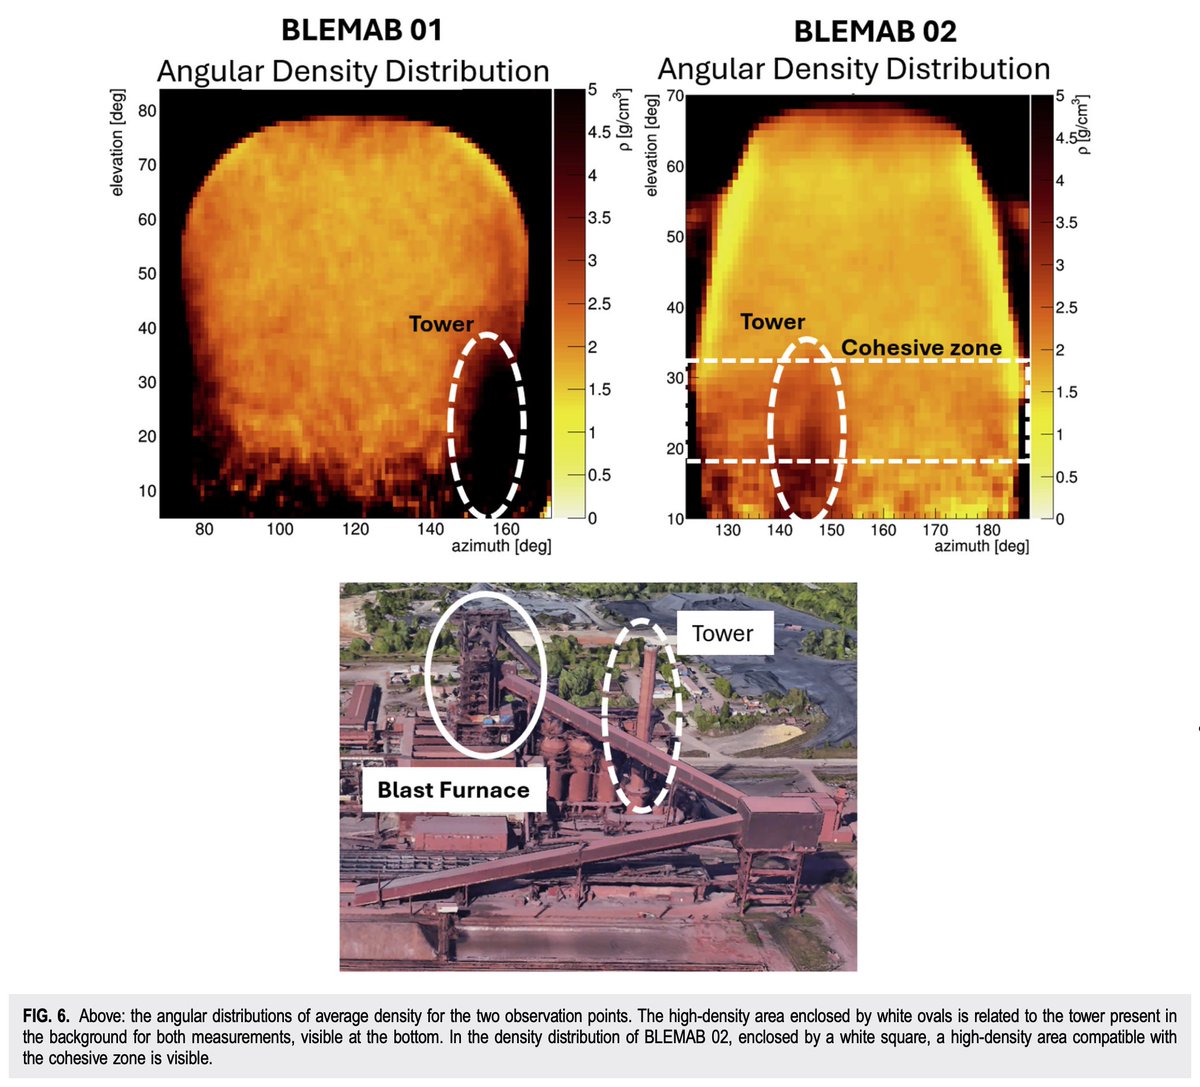 BLEMAB 01
Angular Density Distribution
elevation [deg]
80
70
60
50
40
30
20
10
Tower
80 100 120 140 160
azimuth [deg]
5
4.5
4
3.5
3
2.5
2
1.5
1
0.5
0
ρ [g/cm³]
BLEMAB 02
Angular Density Distribution
elevation [deg]
70
60
50
40
30
20
10
Tower
Cohesive zone
130 140 150 160 170 180
azimuth [deg]
5
4.5
4
3.5
3
2.5
2
1.5
1
0.5
0
ρ [g/cm³]
Tower
Blast Furnace
FIG. 6. Above: the angular distributions of average density for the two observation points. The high-density area enclosed by white ovals is related to the tower present in
the background for both measurements, visible at the bottom. In the density distribution of BLEMAB 02, enclosed by a white square, a high-density area compatible with
the cohesive zone is visible.